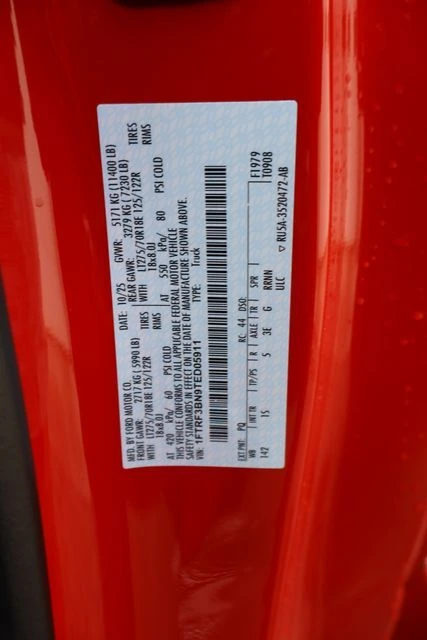 MFD. BY FORD MOTOR CO.
DATE: 10/25 GVWR: 5171 KG (11400 LB)
FRONT GAWR: 2717 KG (5990 LB) REAR GAWR: 3279 KG (7230 LB)
WITH LT275/70R18E 125/122R TIRES WITH LT275/70R18E 125/122R TIRES
18x8.0J RIMS 18x8.0J RIMS
AT 420 kPa/ 60 PSI COLD AT 550 kPa/ 80 PSI COLD
THIS VEHICLE CONFORMS TO ALL APPLICABLE FEDERAL MOTOR VEHICLE
SAFETY STANDARDS IN EFFECT ON THE DATE OF MANUFACTURE SHOWN ABOVE.
VIN: 1FTRF3BN9TED05911 TYPE: Truck
F1979
T0908
EXT PNT: PQ RC: 44 DSO:
WB INT TR TP/PS R AXLE TR SPR
142 1S 5 3E G RRMN
ULC
▽ RU5A-3520472-AB